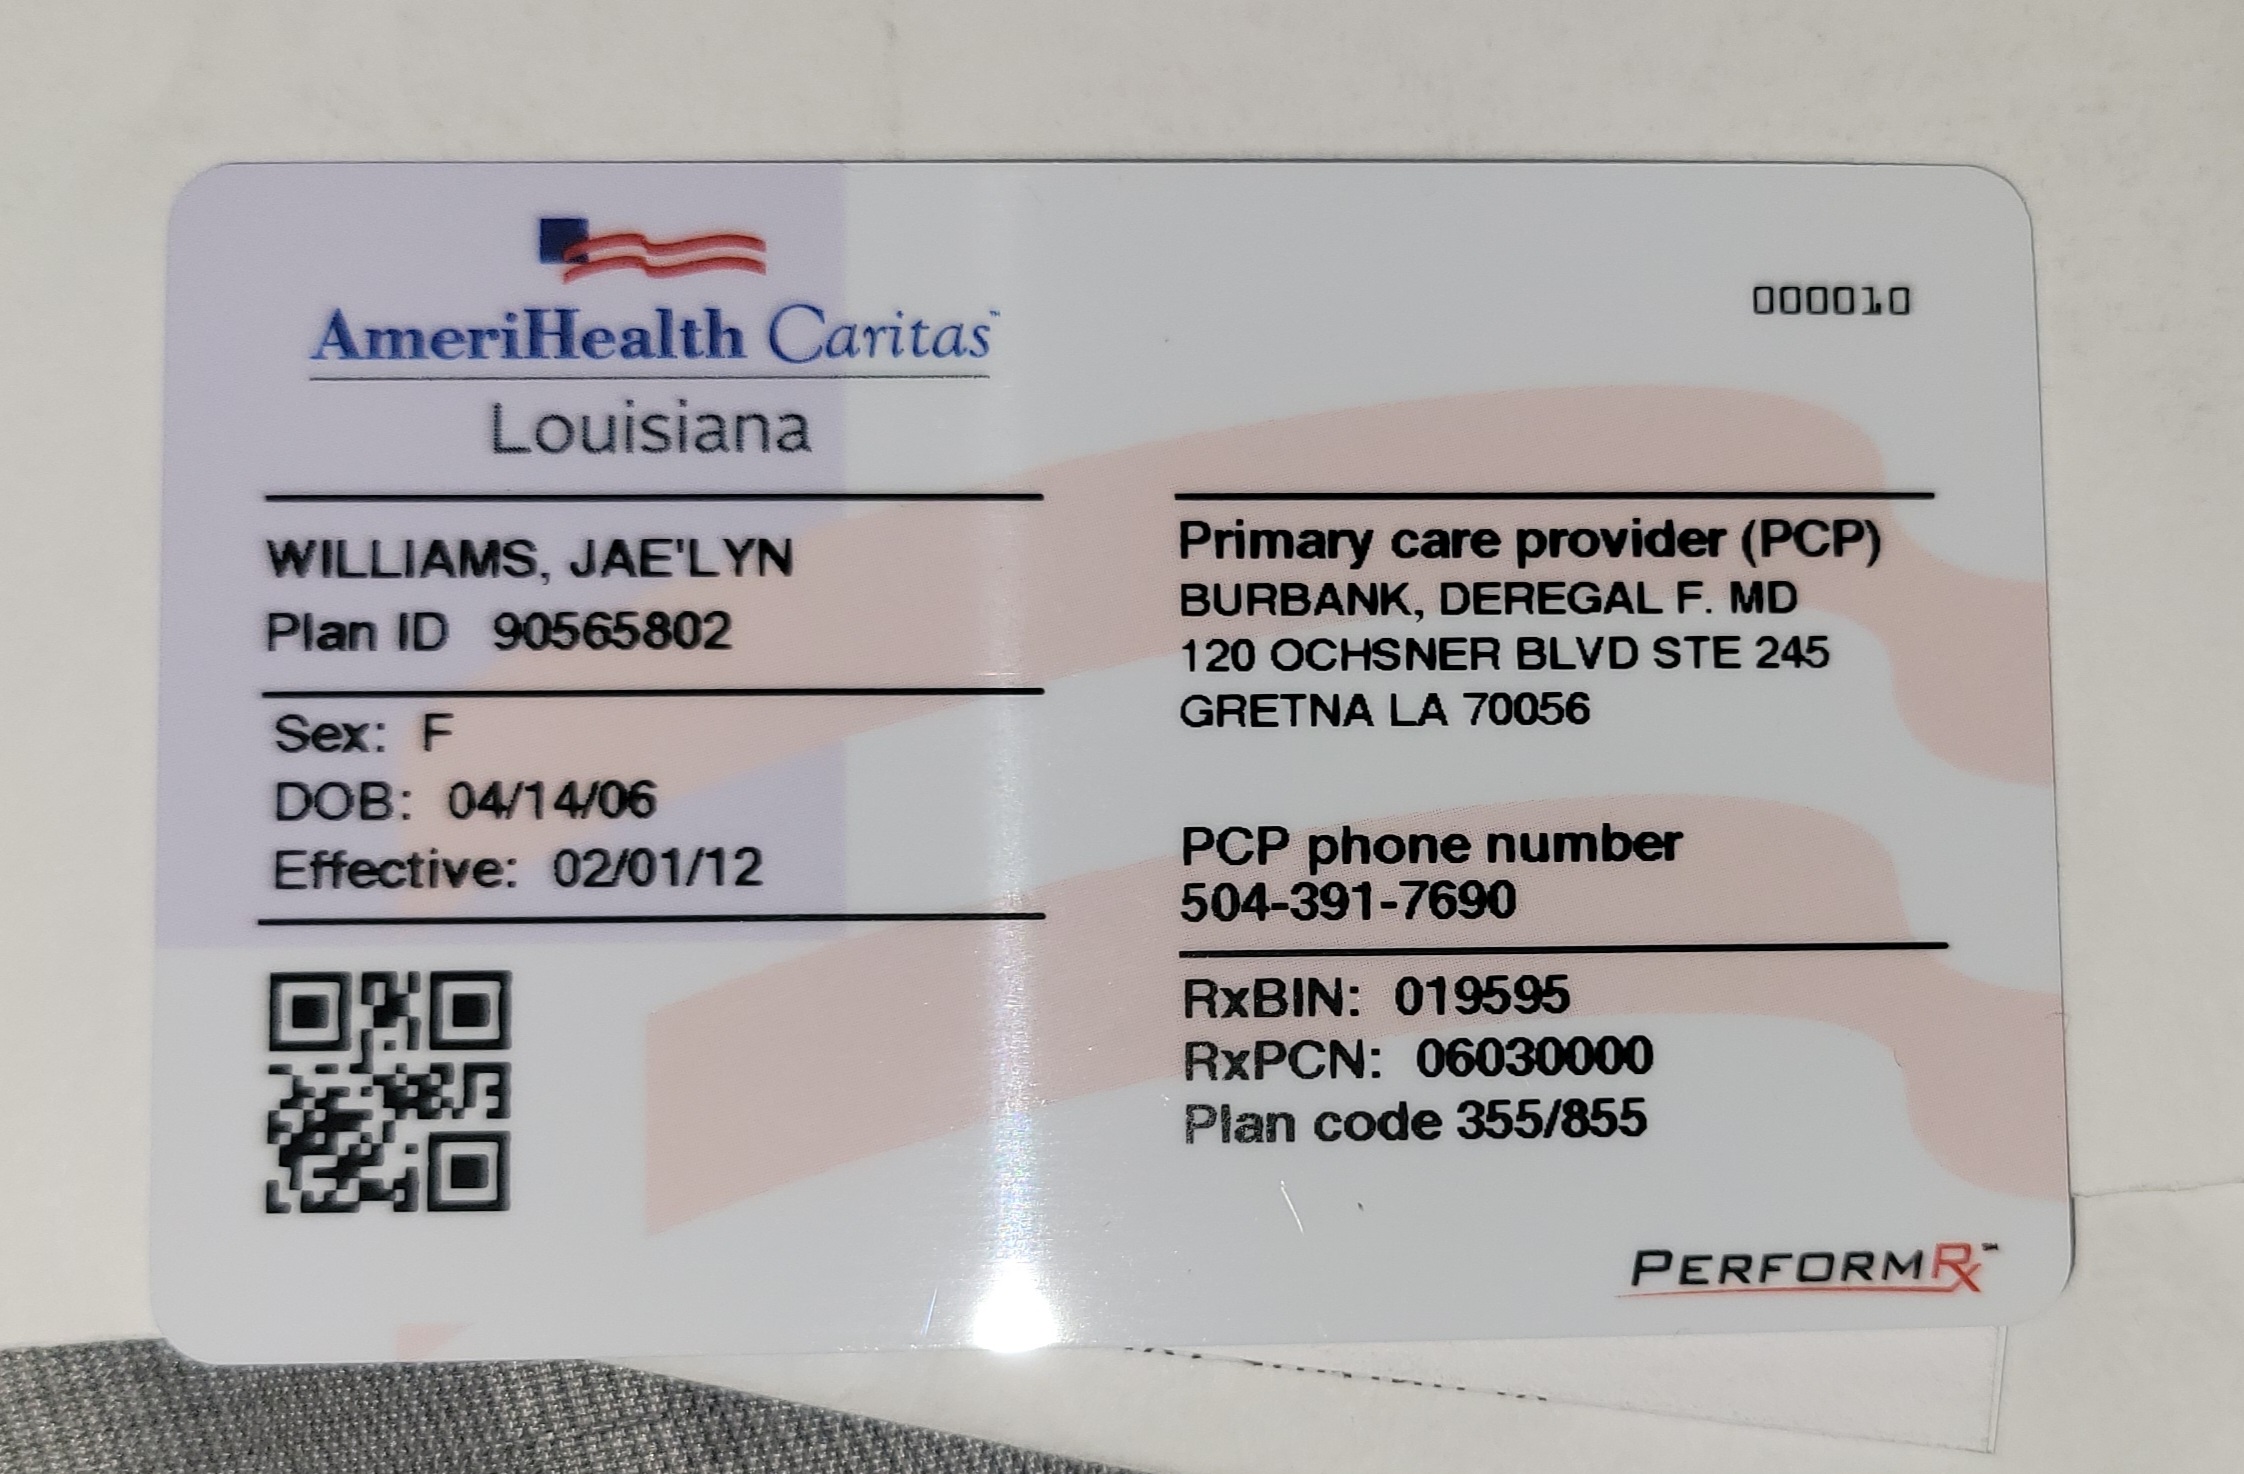 AmeriHealth Caritas™
Louisiana
000010
WILLIAMS, JAE'LYN
Plan ID 90565802
Sex: F
DOB: 04/14/06
Effective: 02/01/12
Primary care provider (PCP)
BURBANK, DEREGAL F. MD
120 OCHSNER BLVD STE 245
GRETNA LA 70056
PCP phone number
504-391-7690
RxBIN: 019595
RxPCN: 06030000
Plan code 355/855
PERFORMRx℠